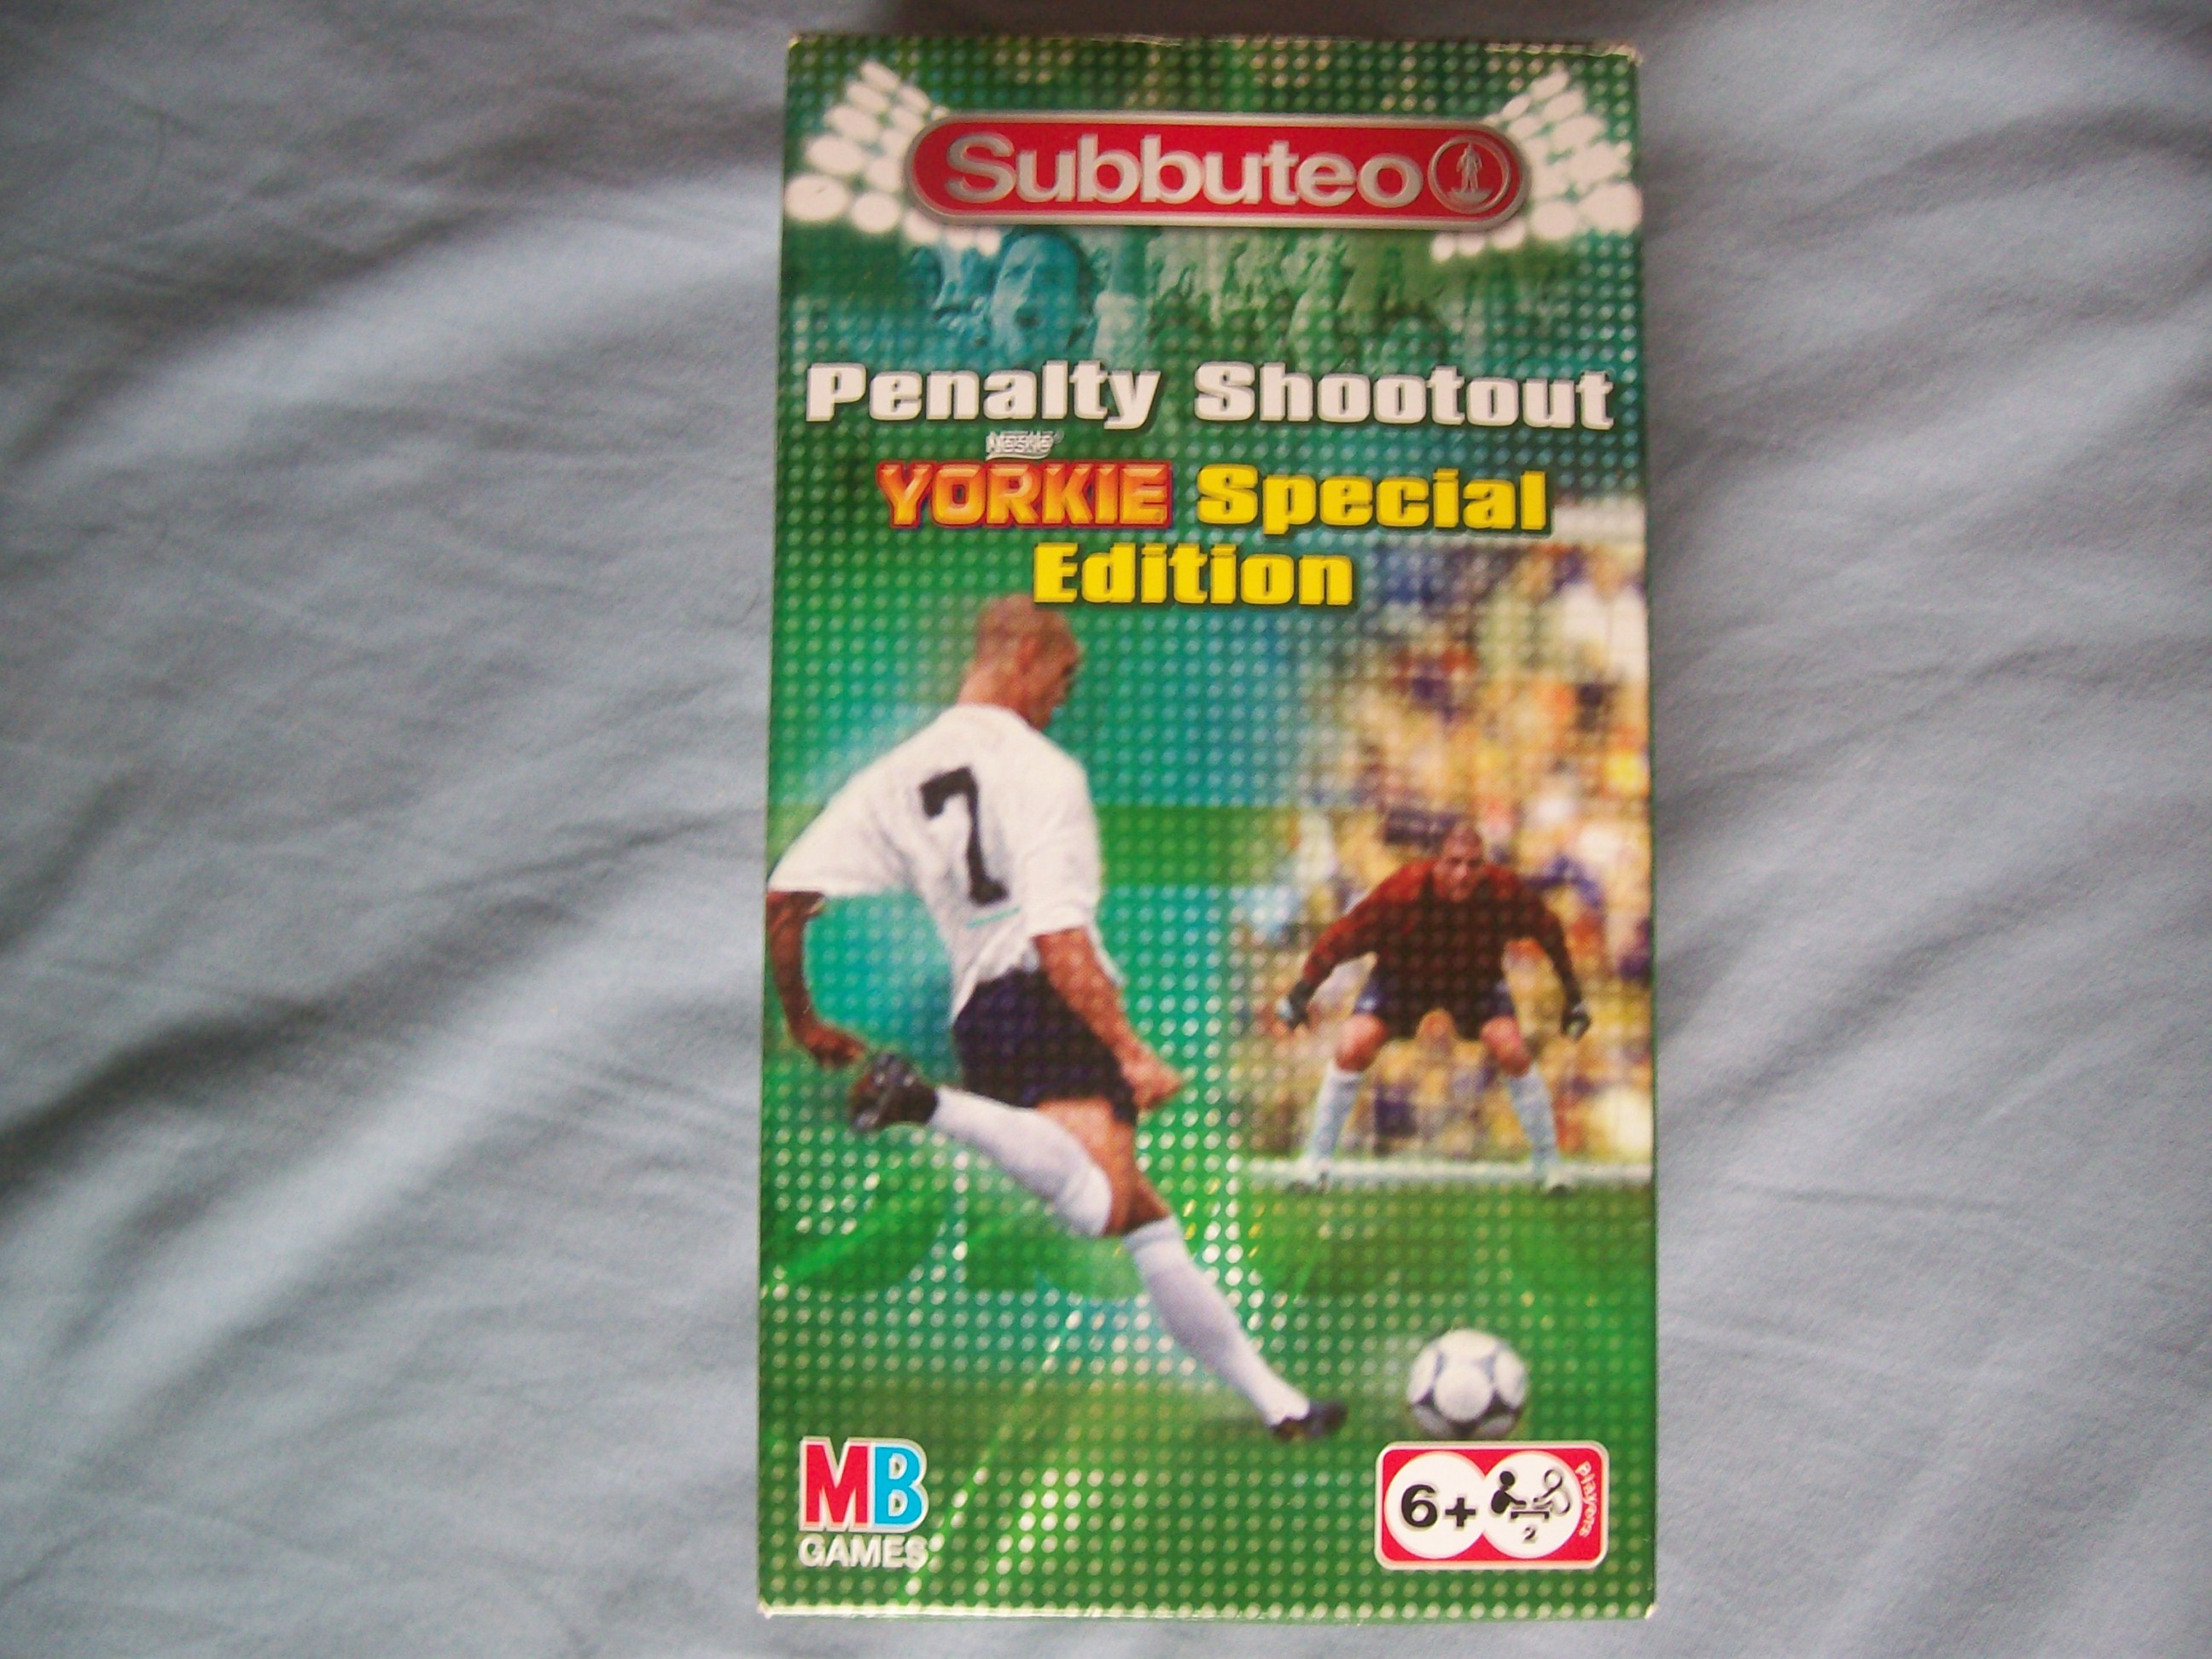 Subbuteo
Penalty Shootout
Nestlé
YORKIE Special
Edition
7
MB
GAMES
6+
2
players